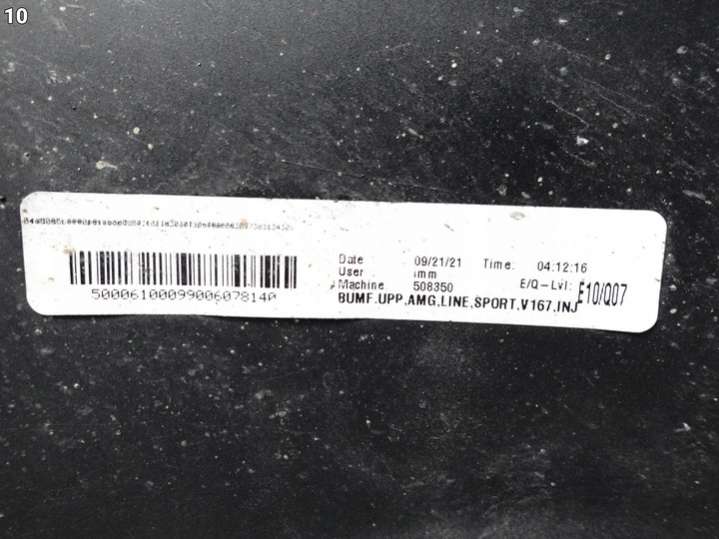 10
Date 09/21/21 Time: 04:12:16
User imm
Machine 508350 E/Q-Lvl: E10/Q07
BUMF.UPP.AMG.LINE.SPORT.V167.INJ
5000610009900607814